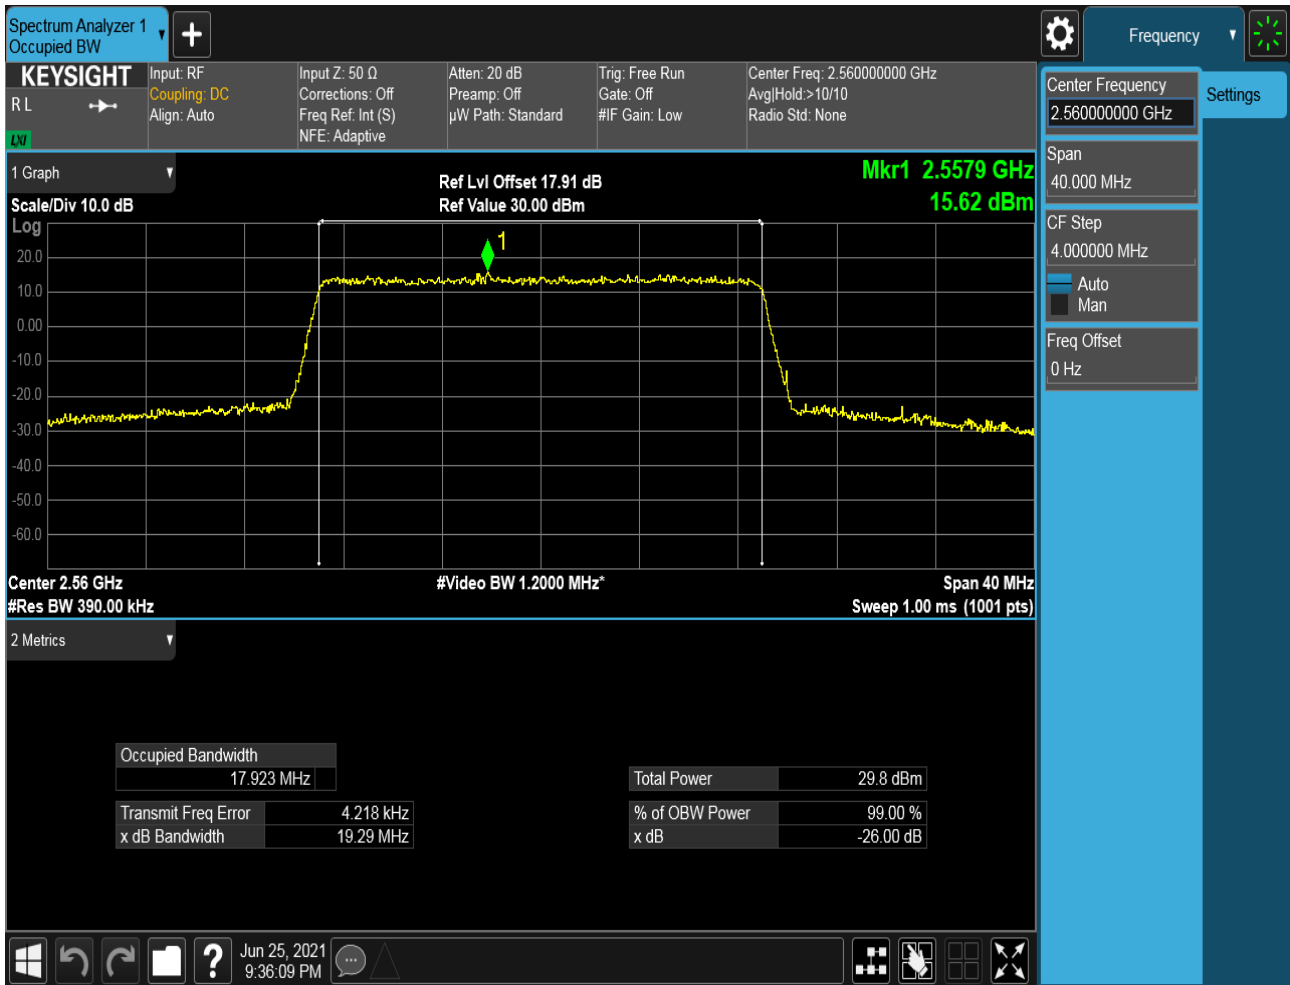 Spectrum Analyzer 1
Occupied BW
+
Frequency
KEYSIGHT
R L
LXI
Input: RF
Coupling: DC
Align: Auto
Input Z: 50 Ω
Corrections: Off
Freq Ref: Int (S)
NFE: Adaptive
Atten: 20 dB
Preamp: Off
µW Path: Standard
Trig: Free Run
Gate: Off
#IF Gain: Low
Center Freq: 2.560000000 GHz
Avg|Hold:>10/10
Radio Std: None
Center Frequency
2.560000000 GHz
Settings
Span
40.000 MHz
CF Step
4.000000 MHz
Auto
Man
Freq Offset
0 Hz
1 Graph
Scale/Div 10.0 dB
Ref Lvl Offset 17.91 dB
Ref Value 30.00 dBm
Mkr1 2.5579 GHz
15.62 dBm
Log
1
20.0
10.0
0.00
-10.0
-20.0
-30.0
-40.0
-50.0
-60.0
Center 2.56 GHz
#Video BW 1.2000 MHz*
Span 40 MHz
#Res BW 390.00 kHz
Sweep 1.00 ms (1001 pts)
2 Metrics
Occupied Bandwidth
17.923 MHz
Total Power 29.8 dBm
Transmit Freq Error 4.218 kHz
% of OBW Power 99.00 %
x dB Bandwidth 19.29 MHz
x dB -26.00 dB
?
Jun 25, 2021
9:36:09 PM